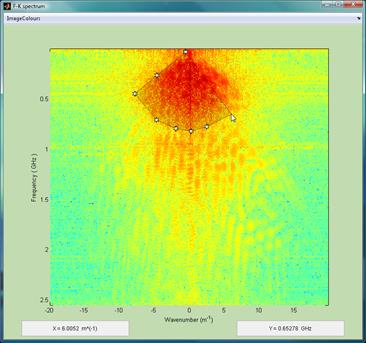 F-K spectrum
ImageColours
0.5
1
1.5
2
2.5
Frequency ( GHz )
-20 -15 -10 -5 0 5 10 15
Wavenumber (m⁻¹)
X = 6.0052 m^(-1)
Y = 0.65278 GHz